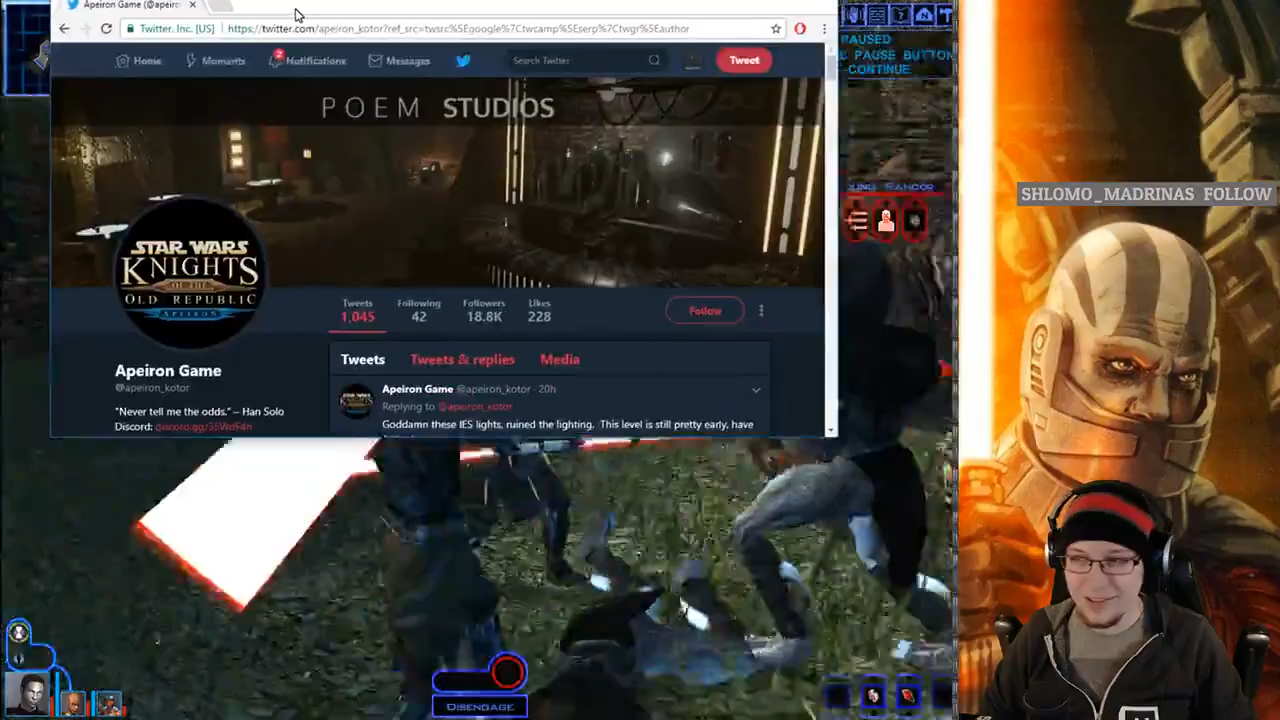 Apeiron Game (@apeiro
Twitter, Inc. [US]
https://twitter.com/apeiron_kotor?ref_src=twsrc%5Egoogle%7Ctwcamp%5Eserp%7Ctwgr%5Eauthor
Home
Moments
2
Notifications
Messages
Search Twitter
Tweet
POEM STUDIOS
STAR WARS
KNIGHTS
OF THE
OLD REPUBLIC
APEIRON
Tweets
1,045
Following
42
Followers
18.8K
Likes
228
Follow
Apeiron Game
@apeiron_kotor
"Never tell me the odds." – Han Solo
Discord:
Tweets
Tweets & replies
Media
Apeiron Game @apeiron_kotor · 20h
Replying to @apeiron_kotor
Goddamn these IES lights, ruined the lighting. This level is still pretty early, have
PAUSED
PAUSE BUTTON
CONTINUE
RANCOR
SHLOMO_MADRINAS FOLLOW
DISENGAGE